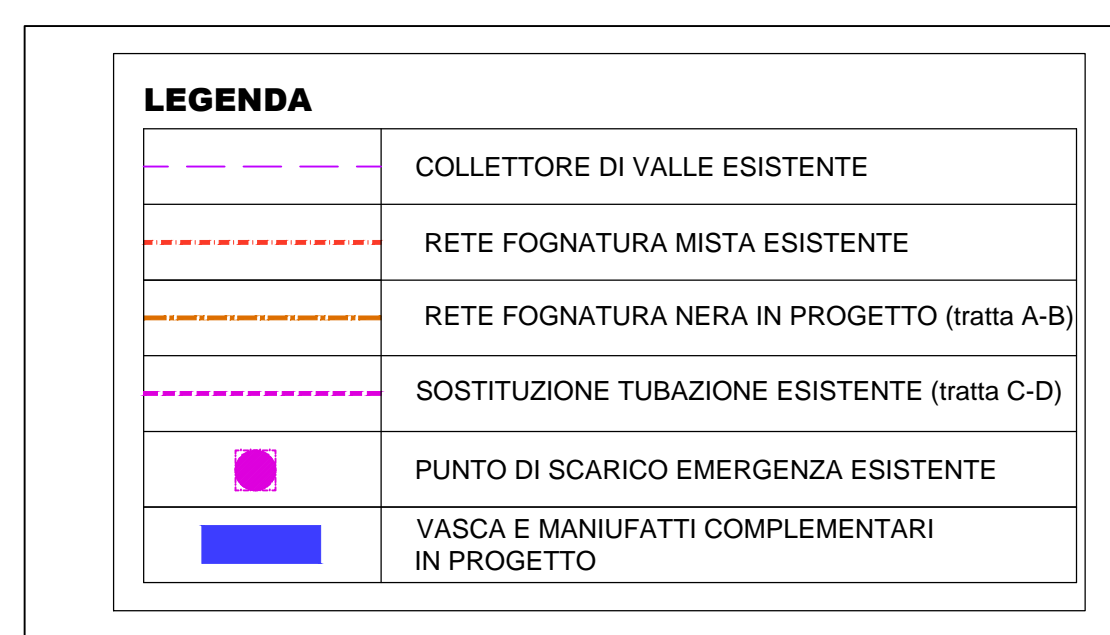 LEGENDA
COLLETTORE DI VALLE ESISTENTE
RETE FOGNATURA MISTA ESISTENTE
RETE FOGNATURA NERA IN PROGETTO (tratta A-B)
SOSTITUZIONE TUBAZIONE ESISTENTE (tratta C-D)
PUNTO DI SCARICO EMERGENZA ESISTENTE
VASCA E MANIUFATTI COMPLEMENTARI
IN PROGETTO